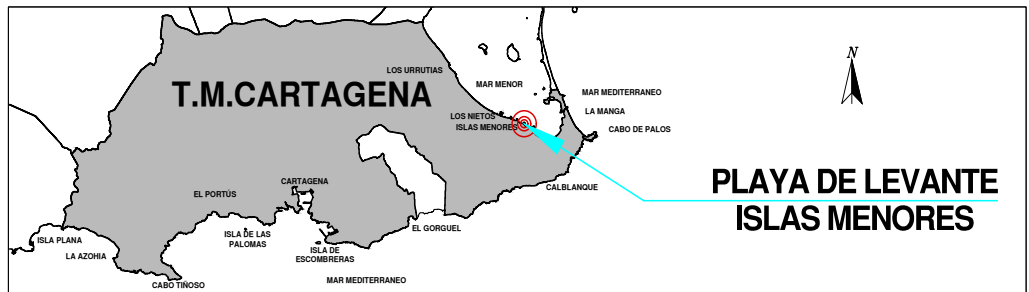 LOS URRUTIAS
T.M.CARTAGENA
MAR MENOR
MAR MEDITERRANEO
LA MANGA
LOS NIETOS
ISLAS MENORES
CABO DE PALOS
N
CARTAGENA
EL PORTÚS
CALBLANQUE
PLAYA DE LEVANTE
ISLAS MENORES
EL GORGUEL
ISLA PLANA
LA AZOHIA
ISLA DE LAS
PALOMAS
ISLA DE
ESCOMBRERAS
CABO TIÑOSO
MAR MEDITERRANEO